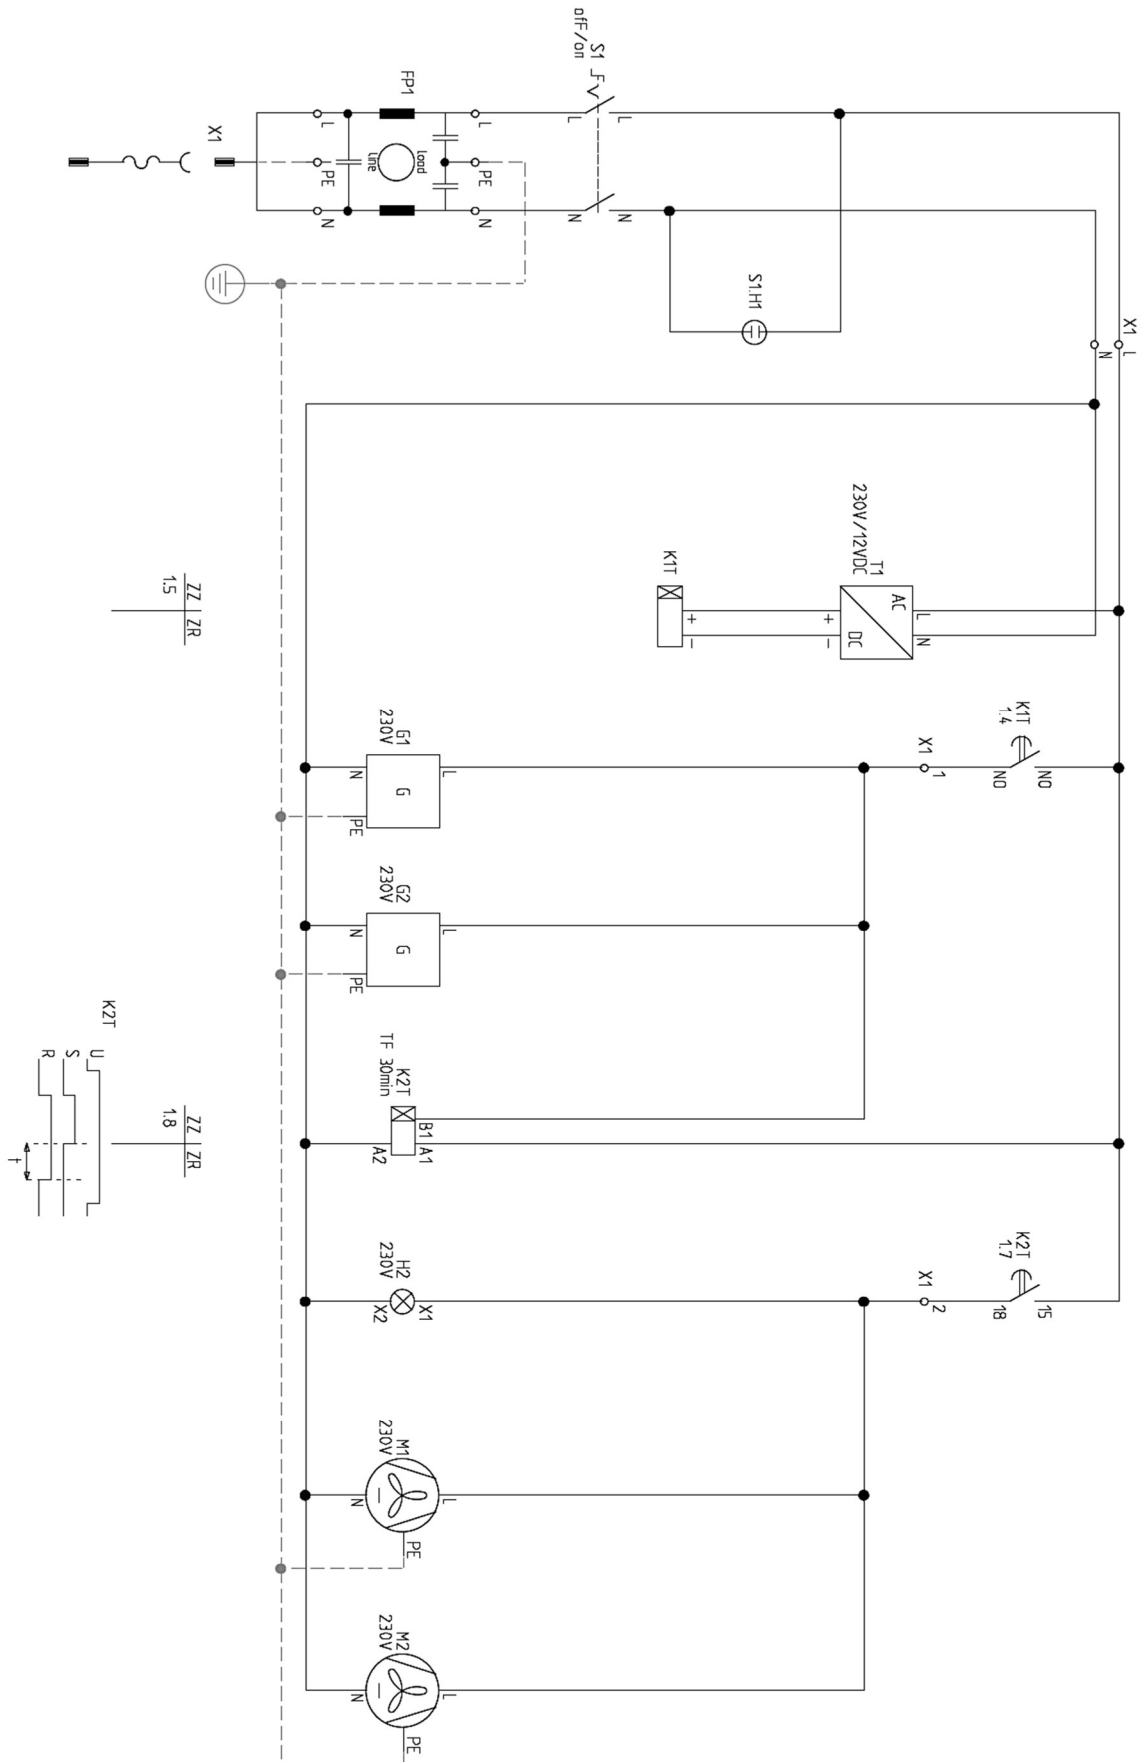 S1
off/on
L
L
N
N
FP1
L
PE
N
Line
Load
L
PE
N
X1
S1.H1
X1
L
N
T1
230V/12VDC
AC
DC
L
N
+
-
K1T
+
-
ZZ
ZR
1.5
K1T
1.4
NO
NO
X1
1
G1
230V
G
L
N
PE
G2
230V
G
L
N
PE
K2T
TF 30min
B1
A1
A2
ZZ
ZR
1.8
K2T
U
S
R
t
K2T
1.7
15
18
X1
2
H2
230V
X1
X2
M1
230V
L
N
PE
M2
230V
L
N
PE